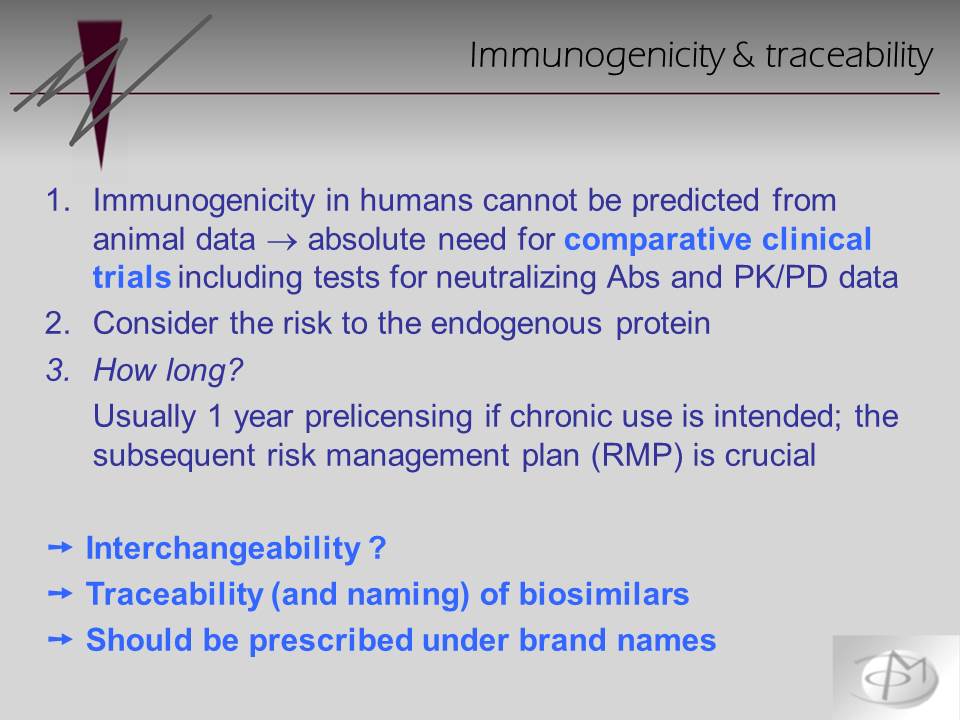 Immunogenicity & traceability
1. Immunogenicity in humans cannot be predicted from
animal data → absolute need for comparative clinical
trials including tests for neutralizing Abs and PK/PD data
2. Consider the risk to the endogenous protein
3. How long?
Usually 1 year prelicensing if chronic use is intended; the
subsequent risk management plan (RMP) is crucial
➙ Interchangeability ?
➙ Traceability (and naming) of biosimilars
➙ Should be prescribed under brand names